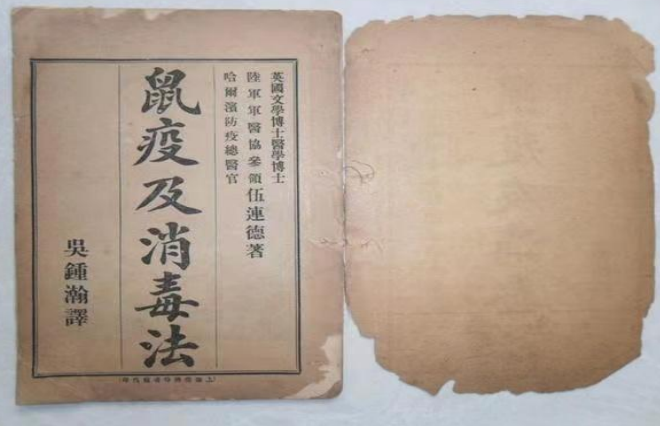 英國文學博士醫學博士
陸軍軍醫協參領伍連德著
哈爾濱防疫總醫官
鼠疫及消毒法
吳鍾瀚譯